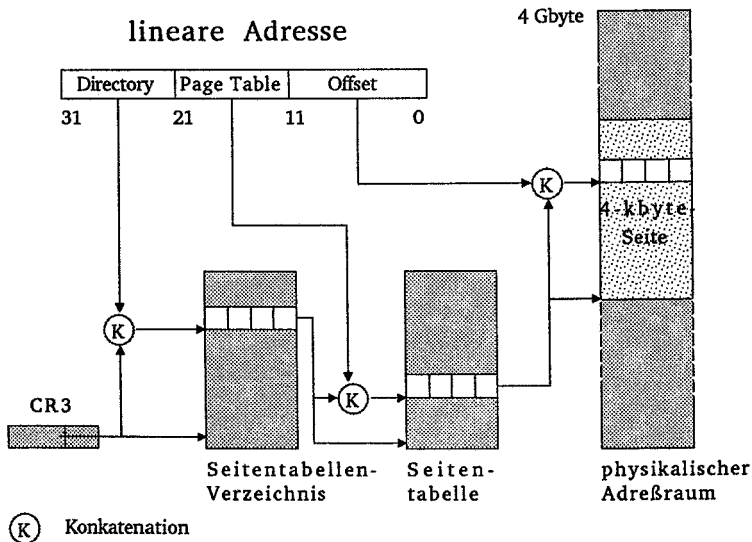 4 Gbyte
lineare Adresse
Directory Page Table Offset
31 21 11 0
K
4-kbyte-
Seite
K
K
CR3
Seitentabellen-
Verzeichnis
Seiten-
tabelle
physikalischer
Adreßraum
K Konkatenation